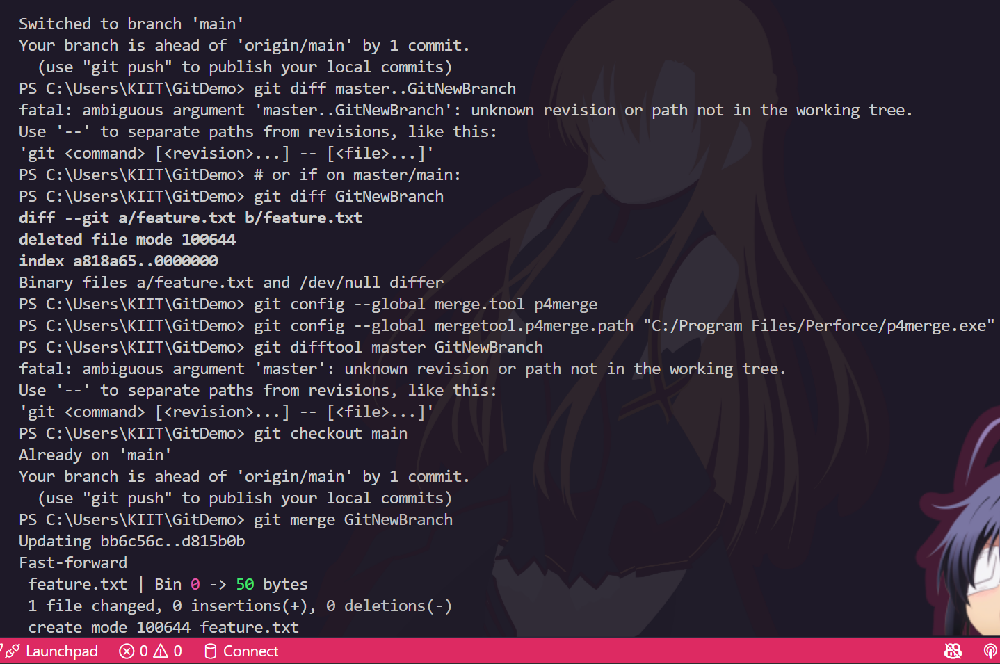 Switched to branch 'main'
Your branch is ahead of 'origin/main' by 1 commit.
  (use "git push" to publish your local commits)
PS C:\Users\KIIT\GitDemo> git diff master..GitNewBranch
fatal: ambiguous argument 'master..GitNewBranch': unknown revision or path not in the working tree.
Use '--' to separate paths from revisions, like this:
'git <command> [<revision>...] -- [<file>...]'
PS C:\Users\KIIT\GitDemo> # or if on master/main:
PS C:\Users\KIIT\GitDemo> git diff GitNewBranch
diff --git a/feature.txt b/feature.txt
deleted file mode 100644
index a818a65..0000000
Binary files a/feature.txt and /dev/null differ
PS C:\Users\KIIT\GitDemo> git config --global merge.tool p4merge
PS C:\Users\KIIT\GitDemo> git config --global mergetool.p4merge.path "C:/Program Files/Perforce/p4merge.exe"
PS C:\Users\KIIT\GitDemo> git difftool master GitNewBranch
fatal: ambiguous argument 'master': unknown revision or path not in the working tree.
Use '--' to separate paths from revisions, like this:
'git <command> [<revision>...] -- [<file>...]'
PS C:\Users\KIIT\GitDemo> git checkout main
Already on 'main'
Your branch is ahead of 'origin/main' by 1 commit.
  (use "git push" to publish your local commits)
PS C:\Users\KIIT\GitDemo> git merge GitNewBranch
Updating bb6c56c..d815b0b
Fast-forward
 feature.txt | Bin 0 -> 50 bytes
 1 file changed, 0 insertions(+), 0 deletions(-)
 create mode 100644 feature.txt
Launchpad 0 0 Connect